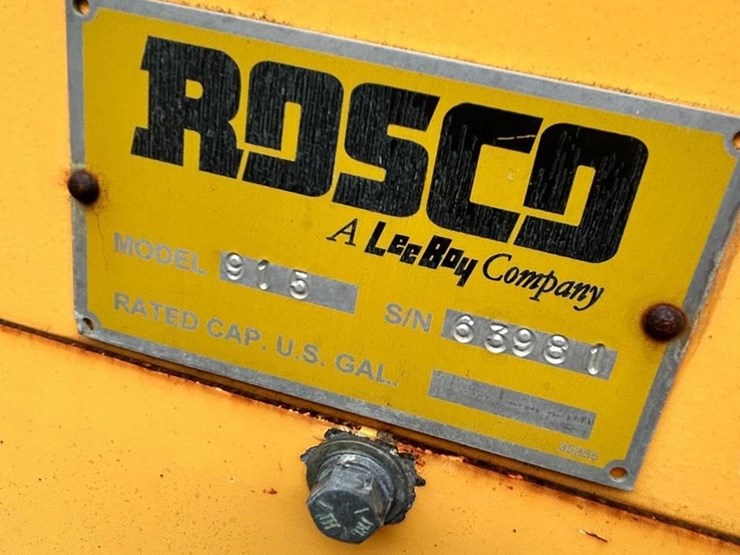 ROSCO
A LeeBoy Company
MODEL 915
S/N 63981
RATED CAP. U.S. GAL.